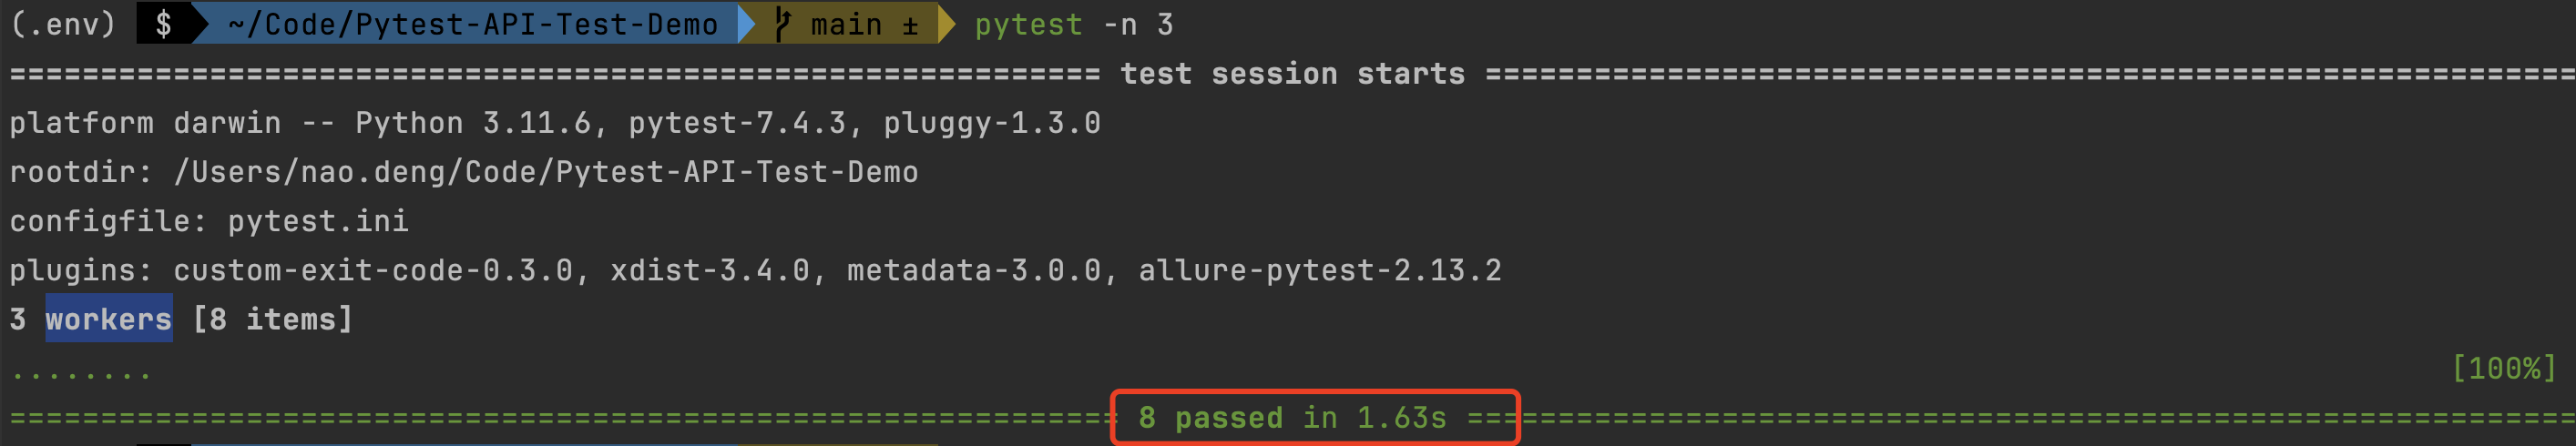 (.env) $ ~/Code/Pytest-API-Test-Demo main ± pytest -n 3
============================================================ test session starts ============================================================
platform darwin -- Python 3.11.6, pytest-7.4.3, pluggy-1.3.0
rootdir: /Users/nao.deng/Code/Pytest-API-Test-Demo
configfile: pytest.ini
plugins: custom-exit-code-0.3.0, xdist-3.4.0, metadata-3.0.0, allure-pytest-2.13.2
3 workers [8 items]
........ [100%]
============================================================= 8 passed in 1.63s =============================================================